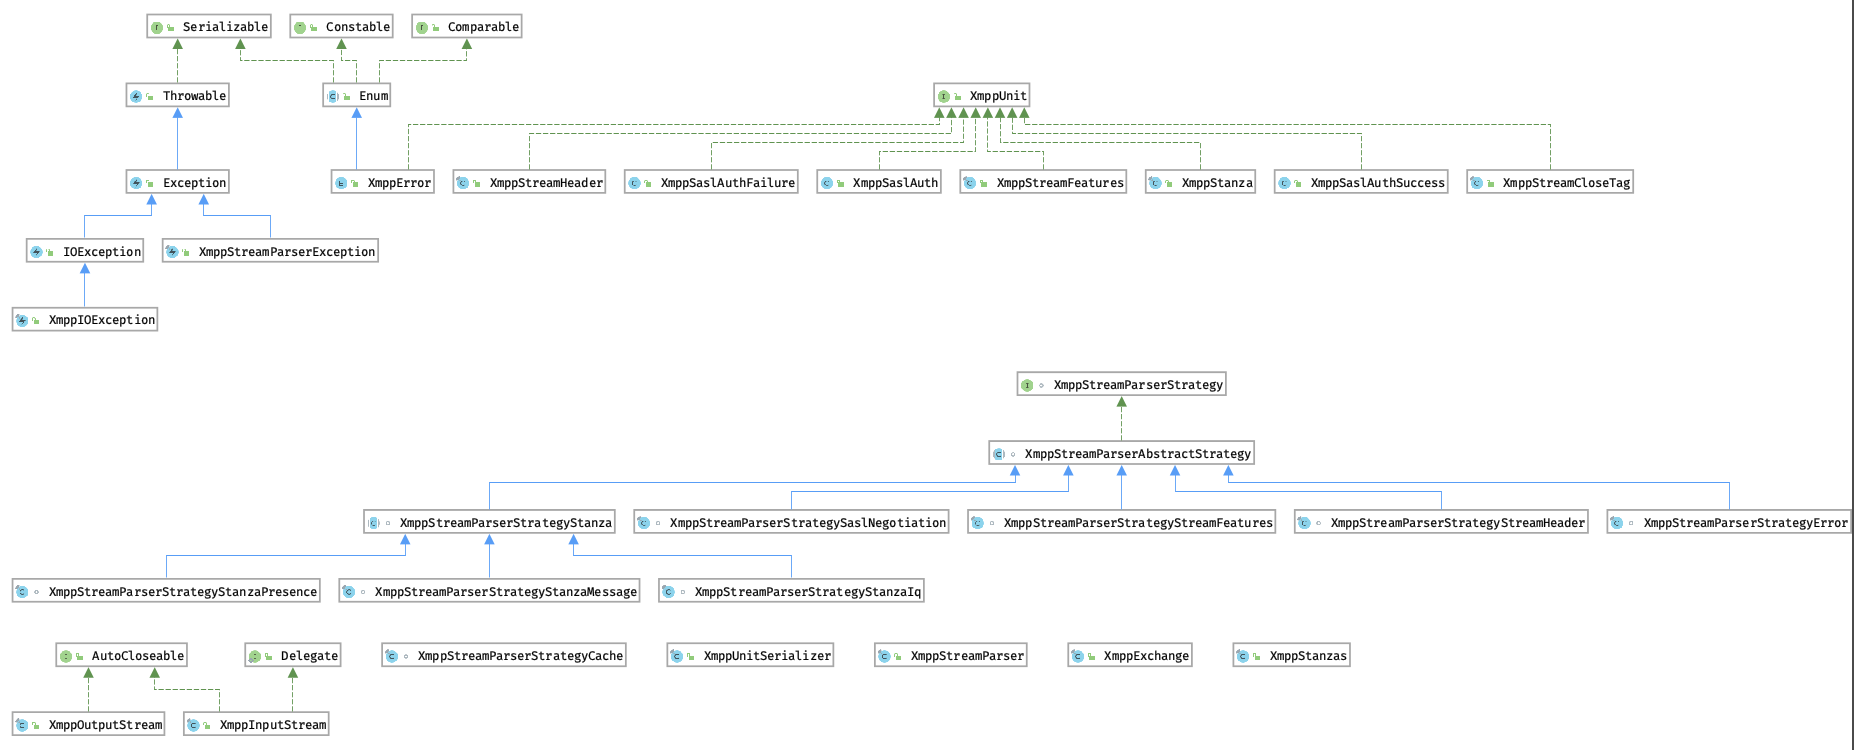 Serializable
Constable
Comparable
Throwable
Enum
XmppUnit
Exception
XmppError
XmppStreamHeader
XmppSaslAuthFailure
XmppSaslAuth
XmppStreamFeatures
XmppStanza
XmppSaslAuthSuccess
XmppStreamCloseTag
IOException
XmppStreamParserException
XmppIOException
XmppStreamParserStrategy
XmppStreamParserAbstractStrategy
XmppStreamParserStrategyStanza
XmppStreamParserStrategySaslNegotiation
XmppStreamParserStrategyStreamFeatures
XmppStreamParserStrategyStreamHeader
XmppStreamParserStrategyError
XmppStreamParserStrategyStanzaPresence
XmppStreamParserStrategyStanzaMessage
XmppStreamParserStrategyStanzaIq
AutoCloseable
Delegate
XmppStreamParserStrategyCache
XmppUnitSerializer
XmppStreamParser
XmppExchange
XmppStanzas
XmppOutputStream
XmppInputStream